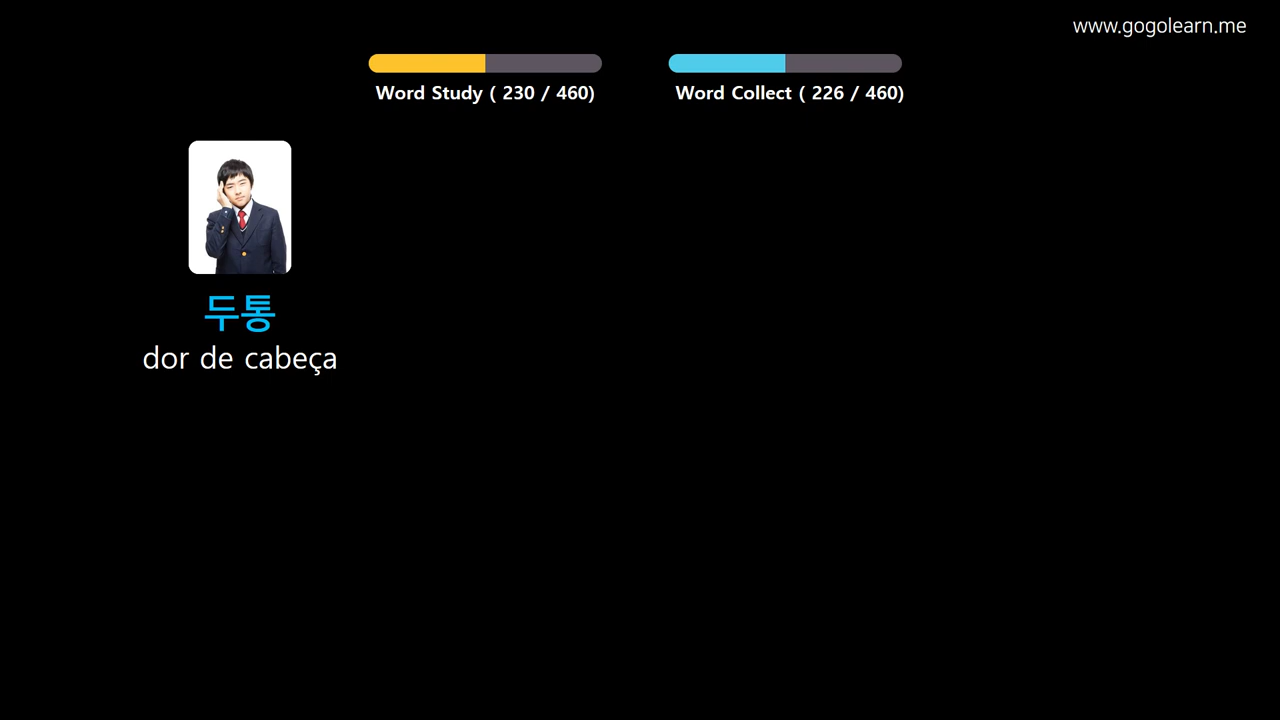 www.gogolearn.me
Word Study ( 230 / 460)
Word Collect ( 226 / 460)
두통
dor de cabeça